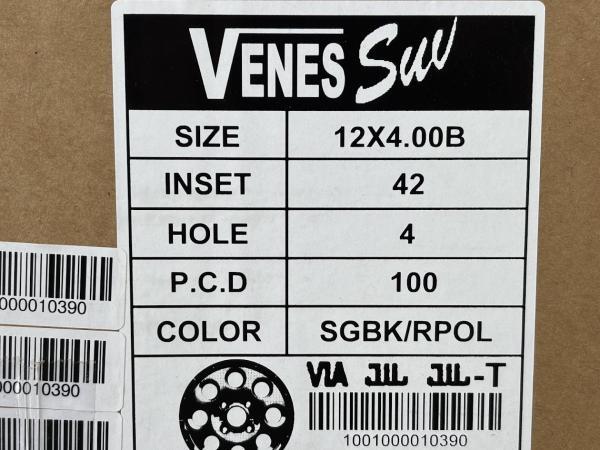 VENES Suv
SIZE 12X4.00B
INSET 42
HOLE 4
P.C.D 100
COLOR SGBK/RPOL
VIA JWL JWL-T
1001000010390
000010390
000010390